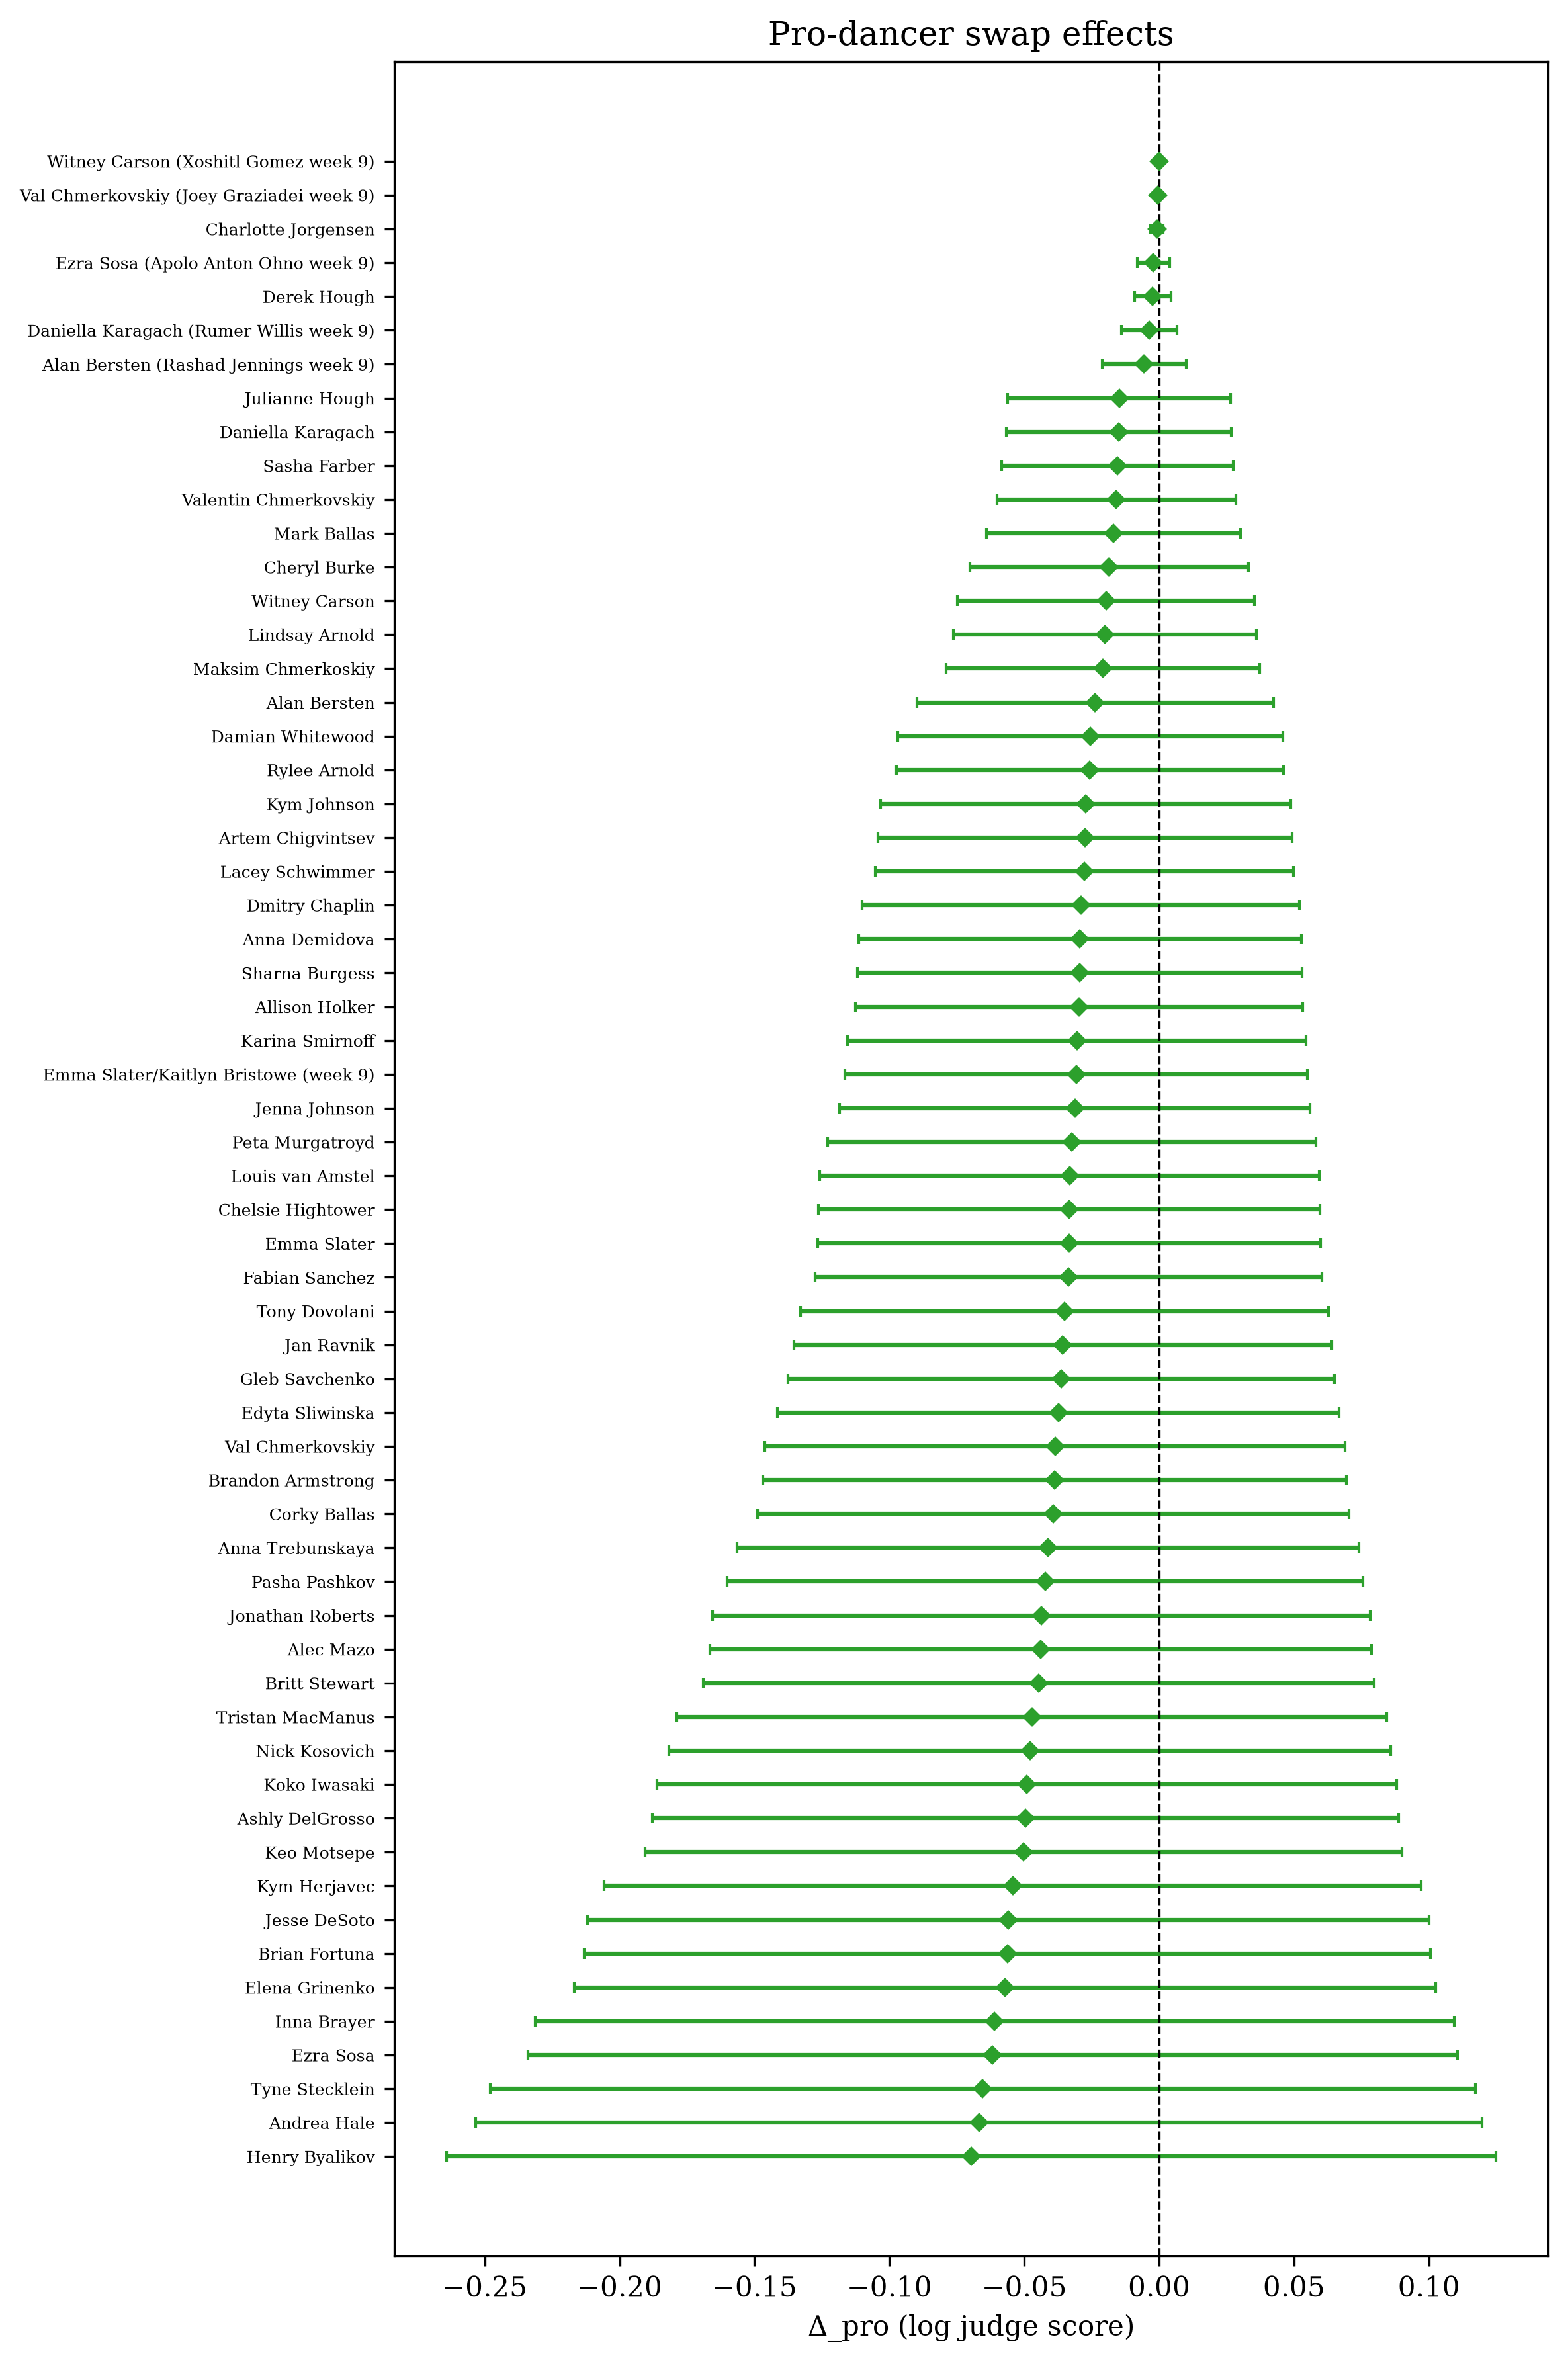 Pro-dancer swap effects
Witney Carson (Xoshitl Gomez week 9)
Val Chmerkovskiy (Joey Graziadei week 9)
Charlotte Jorgensen
Ezra Sosa (Apolo Anton Ohno week 9)
Derek Hough
Daniella Karagach (Rumer Willis week 9)
Alan Bersten (Rashad Jennings week 9)
Julianne Hough
Daniella Karagach
Sasha Farber
Valentin Chmerkovskiy
Mark Ballas
Cheryl Burke
Witney Carson
Lindsay Arnold
Maksim Chmerkoskiy
Alan Bersten
Damian Whitewood
Rylee Arnold
Kym Johnson
Artem Chigvintsev
Lacey Schwimmer
Dmitry Chaplin
Anna Demidova
Sharna Burgess
Allison Holker
Karina Smirnoff
Emma Slater/Kaitlyn Bristowe (week 9)
Jenna Johnson
Peta Murgatroyd
Louis van Amstel
Chelsie Hightower
Emma Slater
Fabian Sanchez
Tony Dovolani
Jan Ravnik
Gleb Savchenko
Edyta Sliwinska
Val Chmerkovskiy
Brandon Armstrong
Corky Ballas
Anna Trebunskaya
Pasha Pashkov
Jonathan Roberts
Alec Mazo
Britt Stewart
Tristan MacManus
Nick Kosovich
Koko Iwasaki
Ashly DelGrosso
Keo Motsepe
Kym Herjavec
Jesse DeSoto
Brian Fortuna
Elena Grinenko
Inna Brayer
Ezra Sosa
Tyne Stecklein
Andrea Hale
Henry Byalikov
−0.25 −0.20 −0.15 −0.10 −0.05 0.00 0.05 0.10
Δ_pro (log judge score)